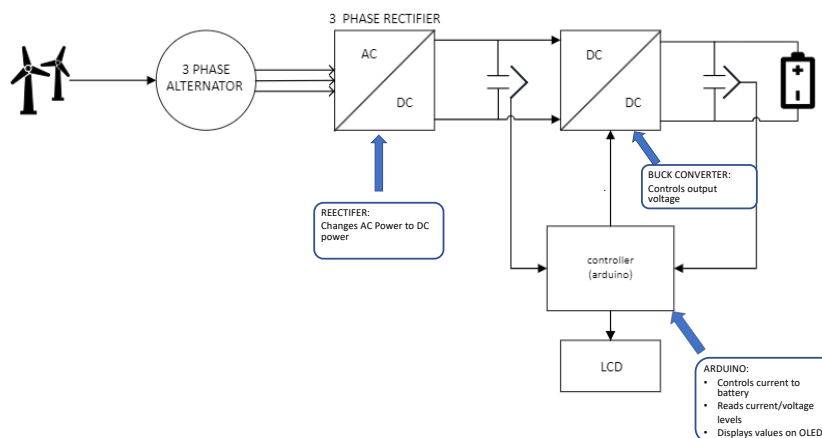 3 PHASE RECTIFIER
3 PHASE
ALTERNATOR
AC
DC
DC
DC
REECTIFER:
Changes AC Power to DC
power
BUCK CONVERTER:
Controls output
voltage
controller
(arduino)
LCD
ARDUINO:
• Controls current to
battery
• Reads current/voltage
levels
• Displays values on OLED